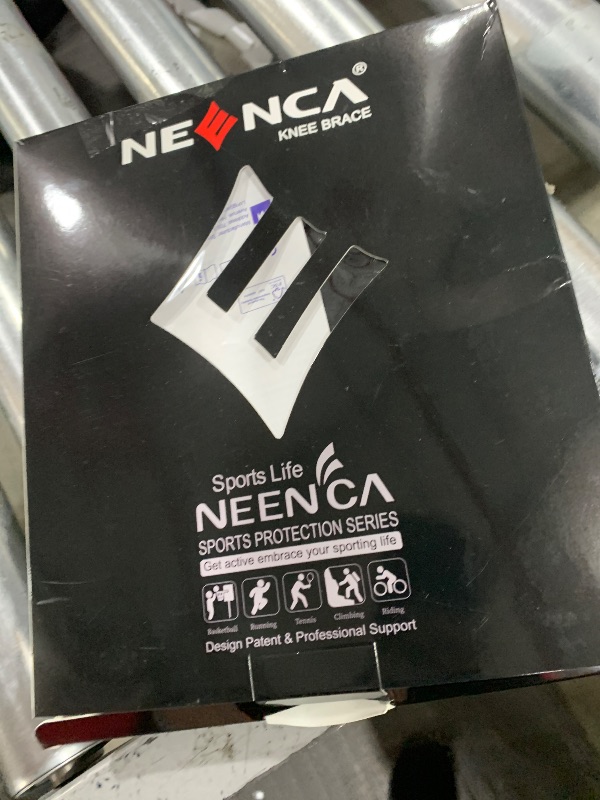 NEENCA®
KNEE BRACE
Sports Life
NEENCA
SPORTS PROTECTION SERIES
Get active embrace your sporting life
Basketball Running Tennis Climbing Riding
Design Patent & Professional Support